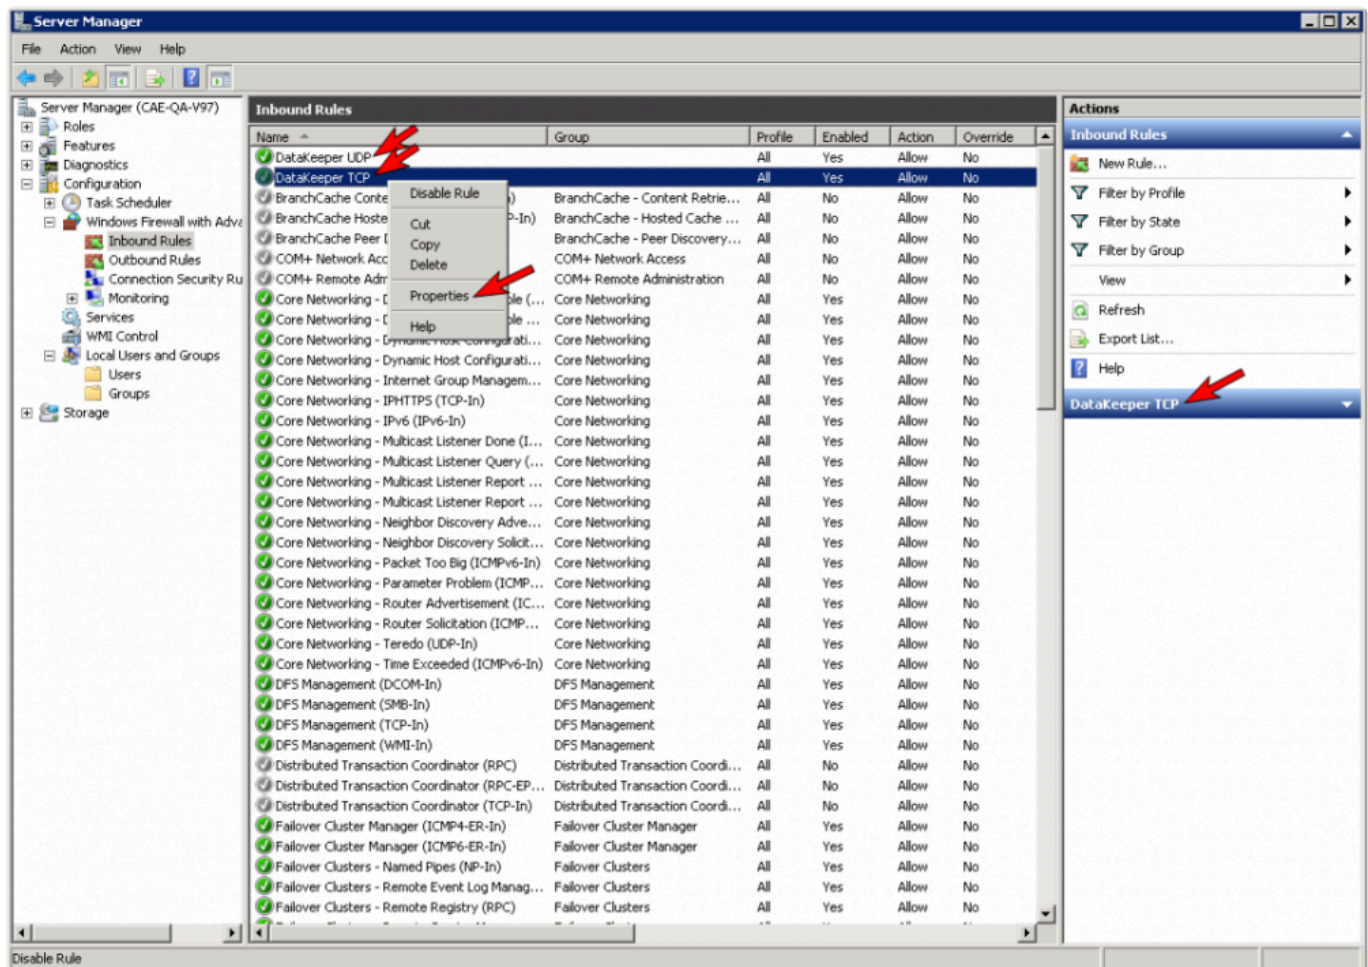 Server Manager
File Action View Help
Server Manager (CAE-QA-V97)
Roles
Features
Diagnostics
Configuration
Task Scheduler
Windows Firewall with Adva
Inbound Rules
Outbound Rules
Connection Security Ru
Monitoring
Services
WMI Control
Local Users and Groups
Users
Groups
Storage
Inbound Rules
Name Group Profile Enabled Action Override
DataKeeper UDP All Yes Allow No
DataKeeper TCP All Yes Allow No
BranchCache Conte BranchCache - Content Retrie... All No Allow No
BranchCache Hoste P-In) BranchCache - Hosted Cache ... All No Allow No
BranchCache Peer BranchCache - Peer Discovery... All No Allow No
COM+ Network Acc COM+ Network Access All No Allow No
COM+ Remote Adm COM+ Remote Administration All No Allow No
Core Networking - ble (... Core Networking All Yes Allow No
Core Networking - ble ... Core Networking All Yes Allow No
Core Networking - Dynamic Host Configurati... Core Networking All Yes Allow No
Core Networking - Dynamic Host Configurati... Core Networking All Yes Allow No
Core Networking - Internet Group Managem... Core Networking All Yes Allow No
Core Networking - IPHTTPS (TCP-In) Core Networking All Yes Allow No
Core Networking - IPv6 (IPv6-In) Core Networking All Yes Allow No
Core Networking - Multicast Listener Done (I... Core Networking All Yes Allow No
Core Networking - Multicast Listener Query (... Core Networking All Yes Allow No
Core Networking - Multicast Listener Report ... Core Networking All Yes Allow No
Core Networking - Multicast Listener Report ... Core Networking All Yes Allow No
Core Networking - Neighbor Discovery Adve... Core Networking All Yes Allow No
Core Networking - Neighbor Discovery Solicit... Core Networking All Yes Allow No
Core Networking - Packet Too Big (ICMPv6-In) Core Networking All Yes Allow No
Core Networking - Parameter Problem (ICMP... Core Networking All Yes Allow No
Core Networking - Router Advertisement (IC... Core Networking All Yes Allow No
Core Networking - Router Solicitation (ICMP... Core Networking All Yes Allow No
Core Networking - Teredo (UDP-In) Core Networking All Yes Allow No
Core Networking - Time Exceeded (ICMPv6-In) Core Networking All Yes Allow No
DFS Management (DCOM-In) DFS Management All Yes Allow No
DFS Management (SMB-In) DFS Management All Yes Allow No
DFS Management (TCP-In) DFS Management All Yes Allow No
DFS Management (WMI-In) DFS Management All Yes Allow No
Distributed Transaction Coordinator (RPC) Distributed Transaction Coordi... All No Allow No
Distributed Transaction Coordinator (RPC-EP... Distributed Transaction Coordi... All No Allow No
Distributed Transaction Coordinator (TCP-In) Distributed Transaction Coordi... All No Allow No
Failover Cluster Manager (ICMP4-ER-In) Failover Cluster Manager All Yes Allow No
Failover Cluster Manager (ICMP6-ER-In) Failover Cluster Manager All Yes Allow No
Failover Clusters - Named Pipes (NP-In) Failover Clusters All Yes Allow No
Failover Clusters - Remote Event Log Manag... Failover Clusters All Yes Allow No
Failover Clusters - Remote Registry (RPC) Failover Clusters All Yes Allow No
Disable Rule
Cut
Copy
Delete
Properties
Help
Actions
Inbound Rules
New Rule...
Filter by Profile
Filter by State
Filter by Group
View
Refresh
Export List...
Help
DataKeeper TCP
Disable Rule